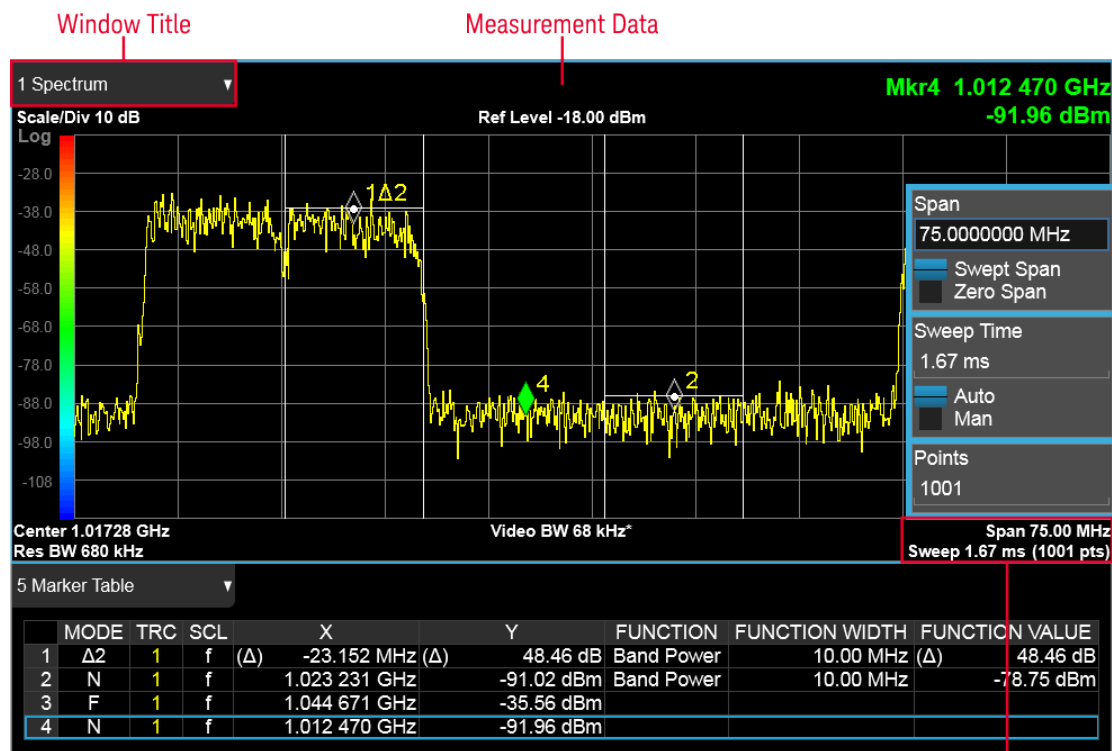 Window Title
Measurement Data
1 Spectrum ▼
Mkr4 1.012 470 GHz
Scale/Div 10 dB
Ref Level -18.00 dBm
-91.96 dBm
Log
-28.0
-38.0
-48.0
-58.0
-68.0
-78.0
-88.0
-98.0
-108
1Δ2
4
2
Span
75.0000000 MHz
Swept Span
Zero Span
Sweep Time
1.67 ms
Auto
Man
Points
1001
Center 1.01728 GHz
Video BW 68 kHz*
Span 75.00 MHz
Res BW 680 kHz
Sweep 1.67 ms (1001 pts)
5 Marker Table ▼
MODE TRC SCL X Y FUNCTION FUNCTION WIDTH FUNCTION VALUE
1 Δ2 1 f (Δ) -23.152 MHz (Δ) 48.46 dB Band Power 10.00 MHz (Δ) 48.46 dB
2 N 1 f 1.023 231 GHz -91.02 dBm Band Power 10.00 MHz -78.75 dBm
3 F 1 f 1.044 671 GHz -35.56 dBm
4 N 1 f 1.012 470 GHz -91.96 dBm